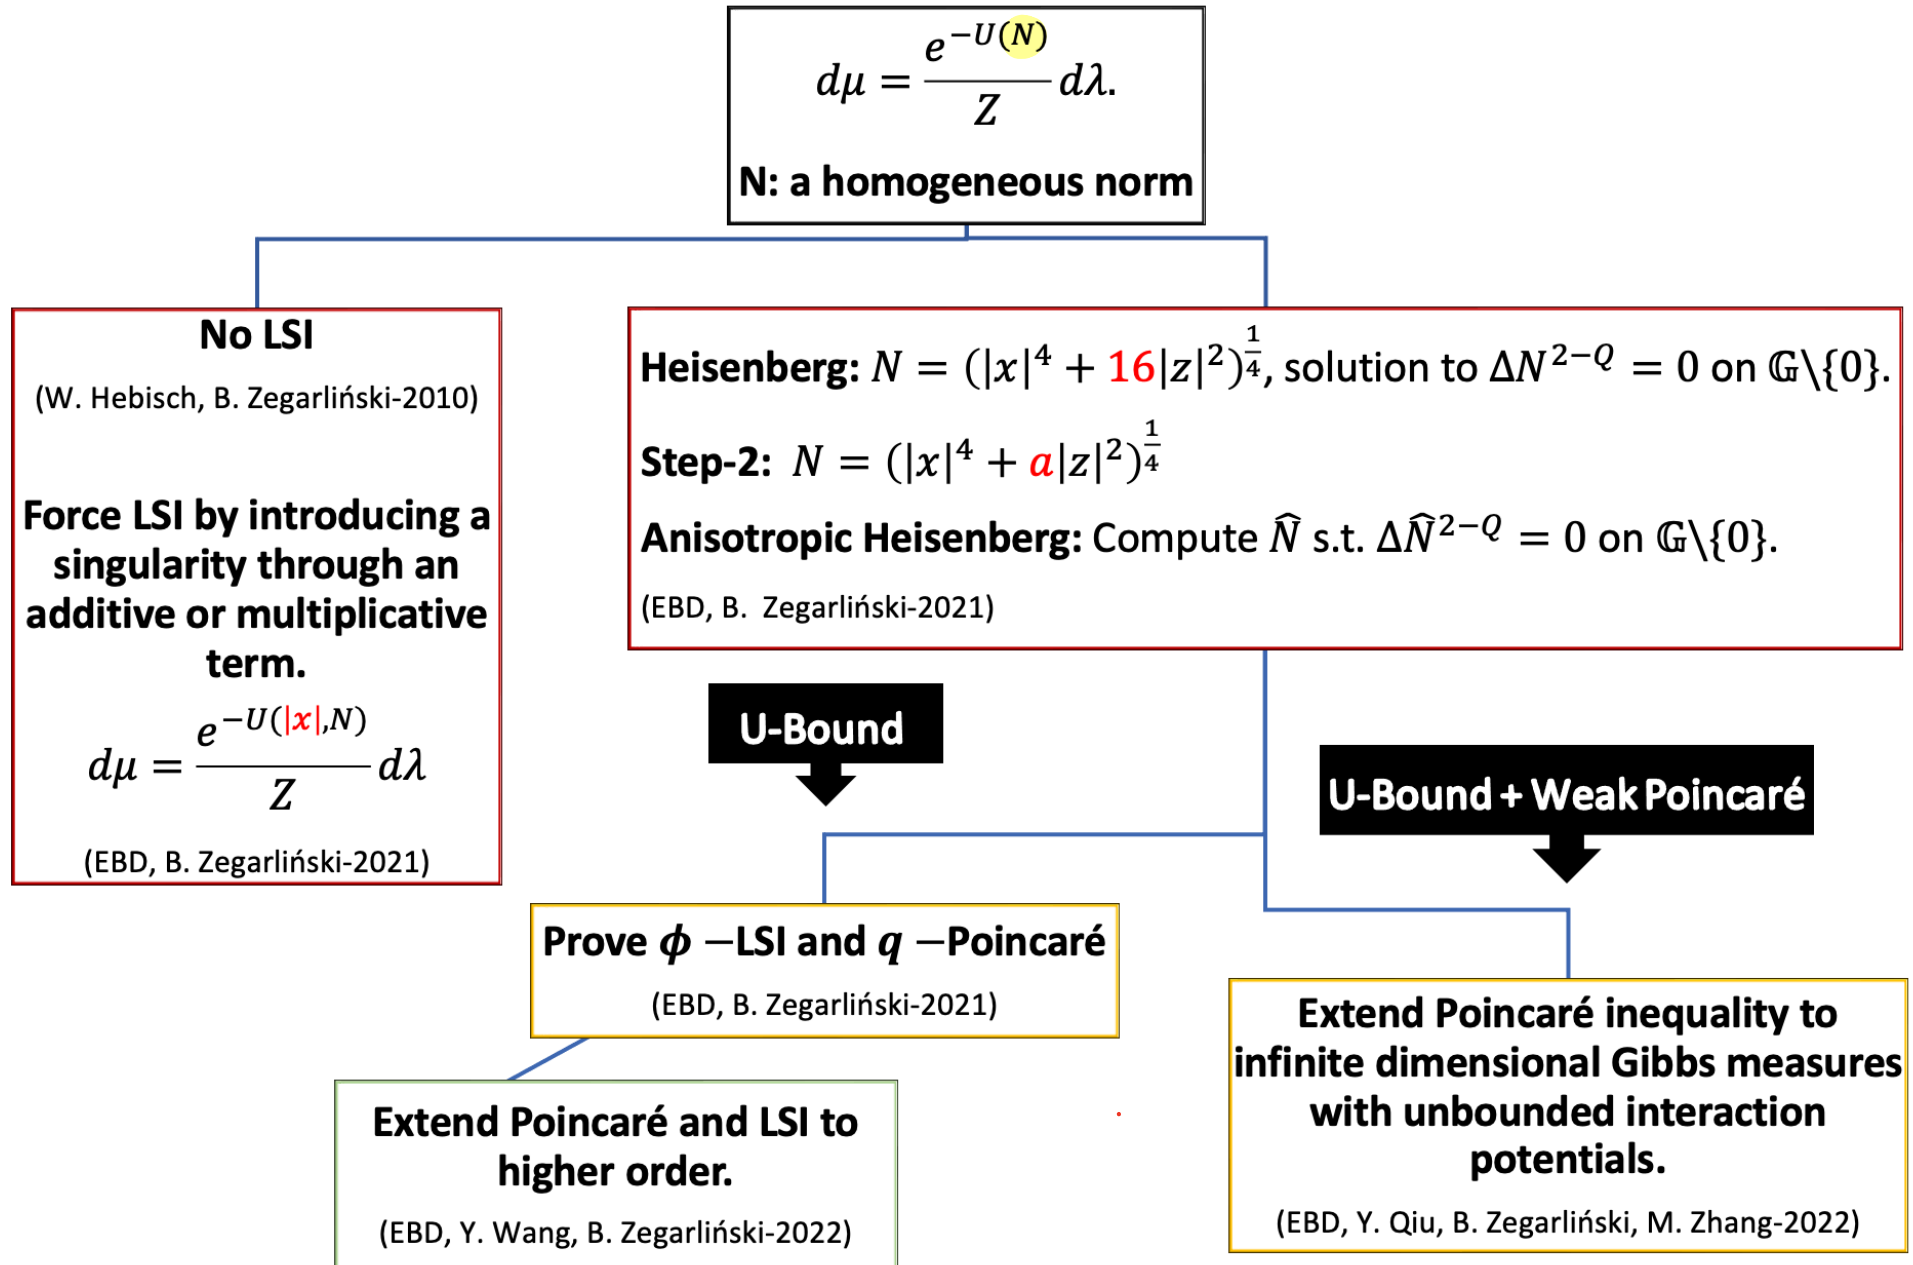 dμ = e^{-U(N)} / Z dλ.
N: a homogeneous norm
No LSI
(W. Hebisch, B. Zegarliński-2010)
Force LSI by introducing a
singularity through an
additive or multiplicative
term.
dμ = e^{-U(|x|,N)} / Z dλ
(EBD, B. Zegarliński-2021)
Heisenberg: N = (|x|^4 + 16|z|^2)^{1/4}, solution to ΔN^{2-Q} = 0 on 𝔾\{0}.
Step-2: N = (|x|^4 + a|z|^2)^{1/4}
Anisotropic Heisenberg: Compute N̂ s.t. ΔN̂^{2-Q} = 0 on 𝔾\{0}.
(EBD, B. Zegarliński-2021)
U-Bound
U-Bound + Weak Poincaré
Prove ϕ −LSI and q −Poincaré
(EBD, B. Zegarliński-2021)
Extend Poincaré and LSI to
higher order.
(EBD, Y. Wang, B. Zegarliński-2022)
Extend Poincaré inequality to
infinite dimensional Gibbs measures
with unbounded interaction
potentials.
(EBD, Y. Qiu, B. Zegarliński, M. Zhang-2022)